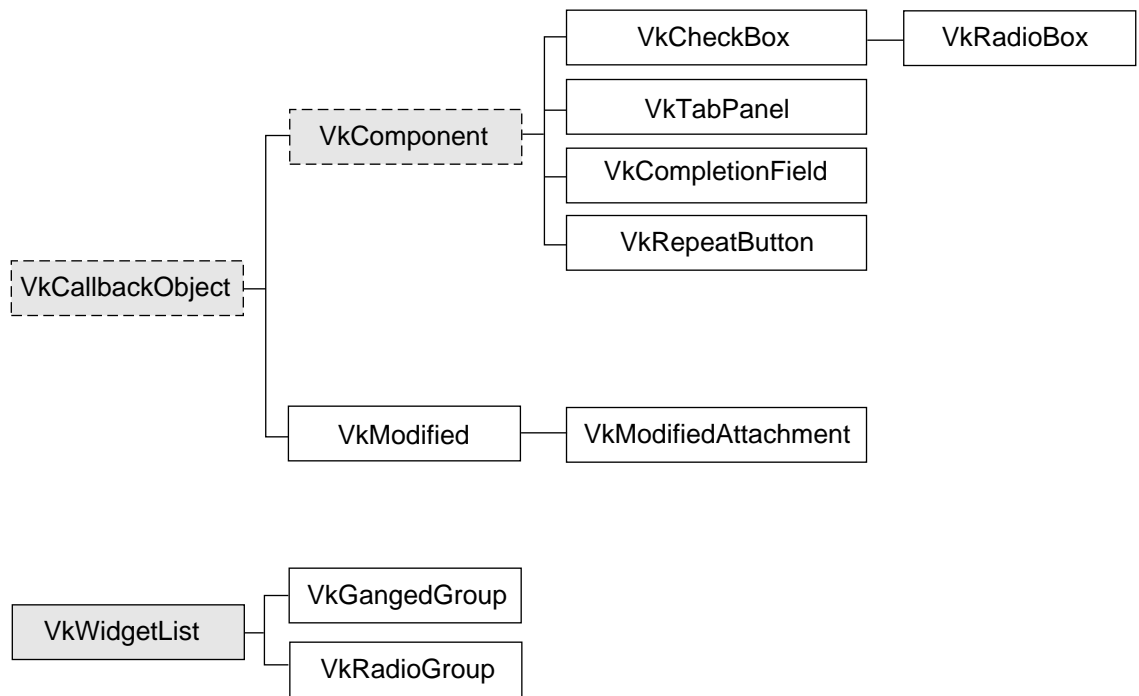 VkCheckBox
VkRadioBox
VkTabPanel
VkComponent
VkCompletionField
VkRepeatButton
VkCallbackObject
VkModified
VkModifiedAttachment
VkGangedGroup
VkWidgetList
VkRadioGroup